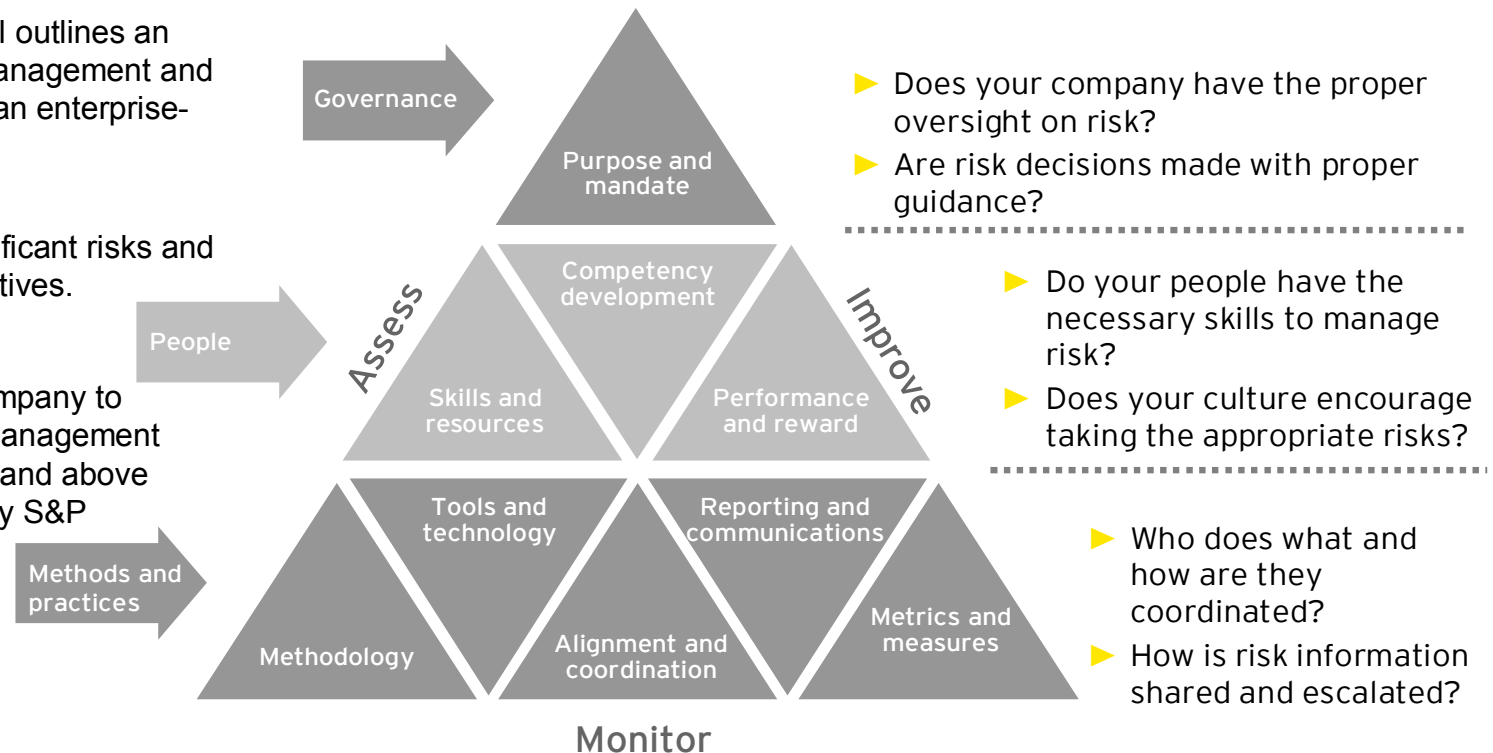 l outlines an
anagement and
an enterprise-
ficant risks and
tives.
mpany to
anagement
and above
y S&P
Governance
People
Methods and
practices
Purpose and
mandate
Assess
Competency
development
Improve
Skills and
resources
Performance
and reward
Tools and
technology
Reporting and
communications
Methodology
Alignment and
coordination
Metrics and
measures
Monitor
► Does your company have the proper
oversight on risk?
► Are risk decisions made with proper
guidance?
► Do your people have the
necessary skills to manage
risk?
► Does your culture encourage
taking the appropriate risks?
► Who does what and
how are they
coordinated?
► How is risk information
shared and escalated?